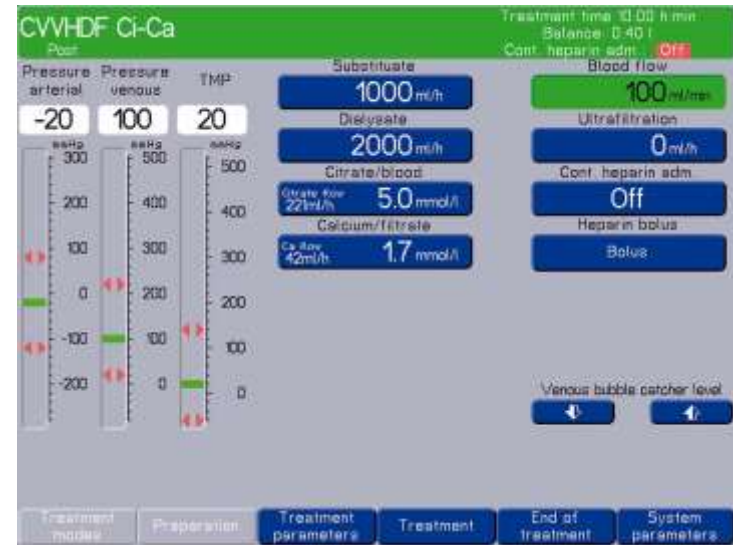 CVVHDF Ci-Ca
Post
Treatment time 10:00 h:min
Balance 0.40 l
Cont. heparin adm. Off
Pressure arterial
Pressure venous
TMP
-20
100
20
mmHg
mmHg
mmHg
300
200
100
0
-100
-200
500
400
300
200
100
0
500
400
300
200
100
0
Substituate
1000 ml/h
Dialysate
2000 ml/h
Citrate/blood
Citrate flow
221ml/h
5.0 mmol/l
Calcium/filtrate
Ca flow
42ml/h
1.7 mmol/l
Blood flow
100 ml/min
Ultrafiltration
0 ml/h
Cont. heparin adm.
Off
Heparin bolus
Bolus
Venous bubble catcher level
Treatment modes
Preparation
Treatment parameters
Treatment
End of treatment
System parameters